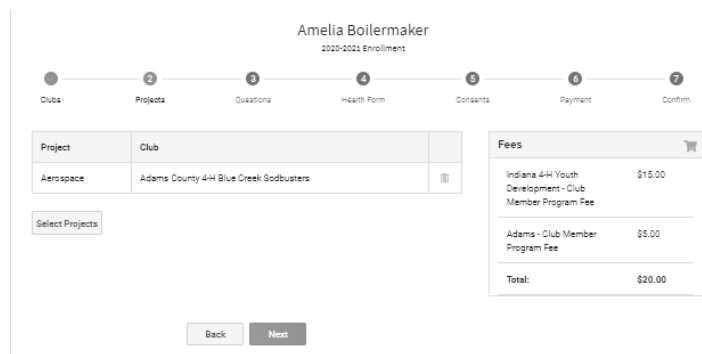 Amelia Boilermaker
2020-2021 Enrollment
2 3 4 5 6 7
Clubs Projects Questions Health Form Consents Payment Confirm
Project Club
Aerospace Adams County 4-H Blue Creek Sodbusters
Select Projects
Fees
Indiana 4-H Youth $15.00
Development - Club
Member Program Fee
Adams - Club Member $5.00
Program Fee
Total: $20.00
Back Next